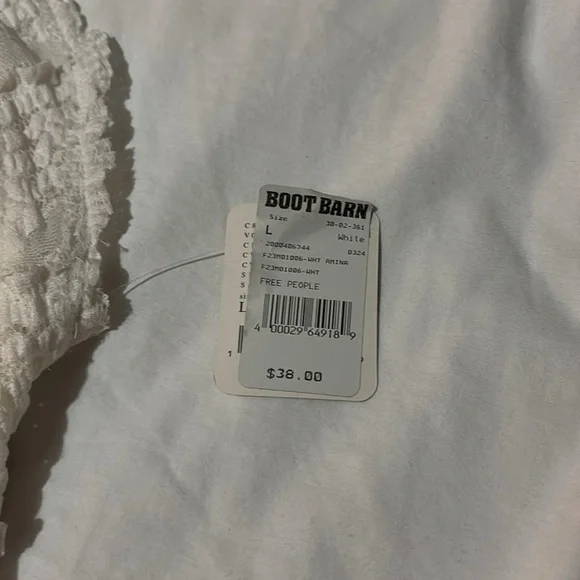 BOOT BARN
Size 30-02-361
L White
2000406744 0324
F23M01006-WHT AMINA
F23M01006-WHT
FREE PEOPLE
4 00029 64918 9
$38.00
L
1